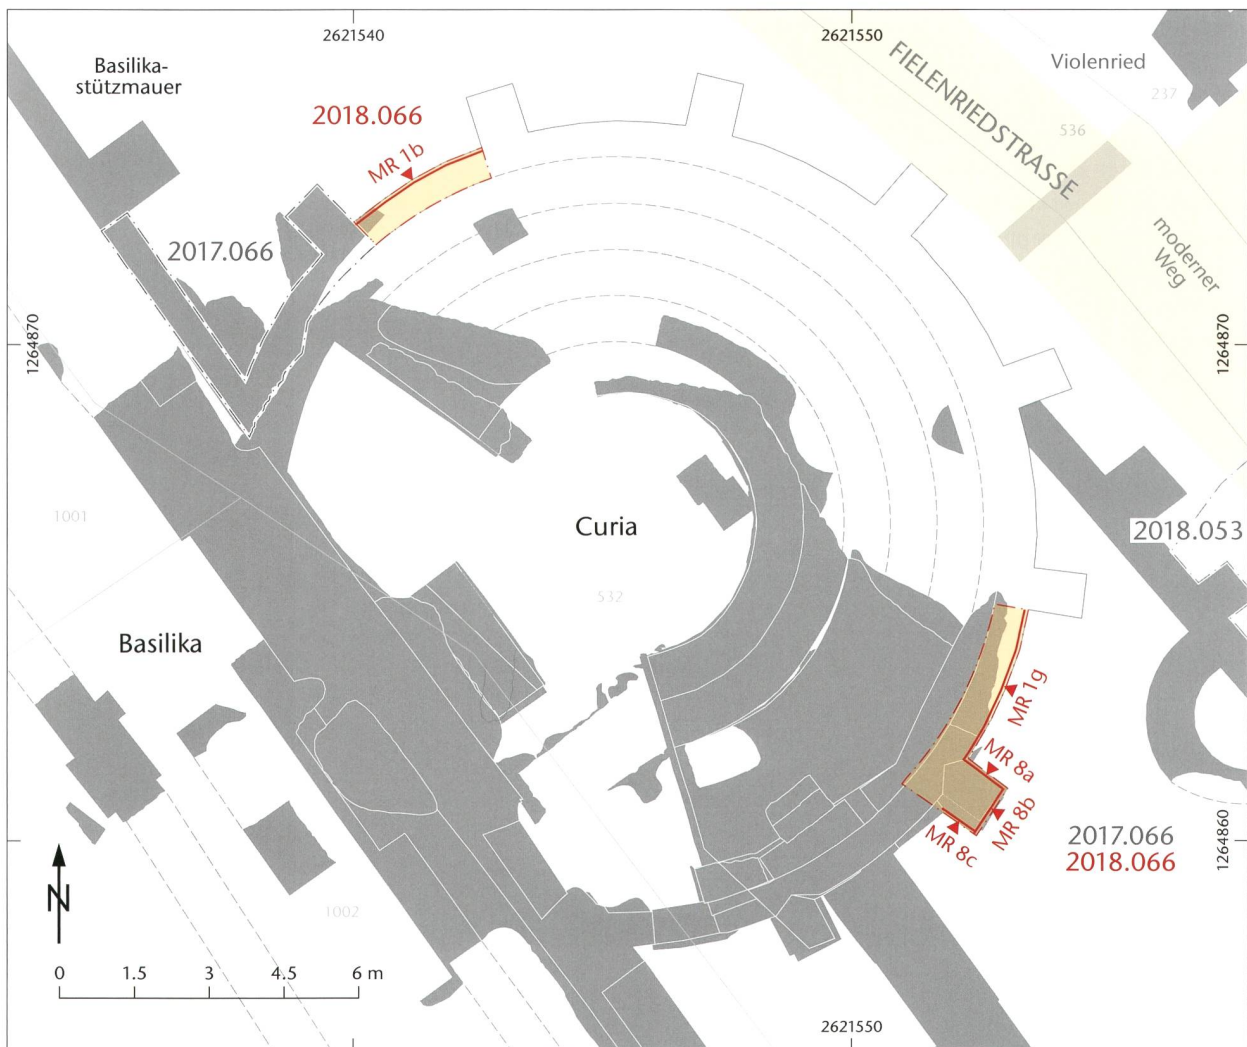 2621540
2621550
Basilika-
stützmauer
2018.066
MR 1b
FIELENRIEDSTRASSE
Violenried
237
536
2017.066
moderner
Weg
1264870
1264870
1001
Curia
2018.053
532
Basilika
MR 1g
MR 8a
MR 8b
MR 8c
2017.066
2018.066
1264860
N
1002
0 1.5 3 4.5 6 m
2621550